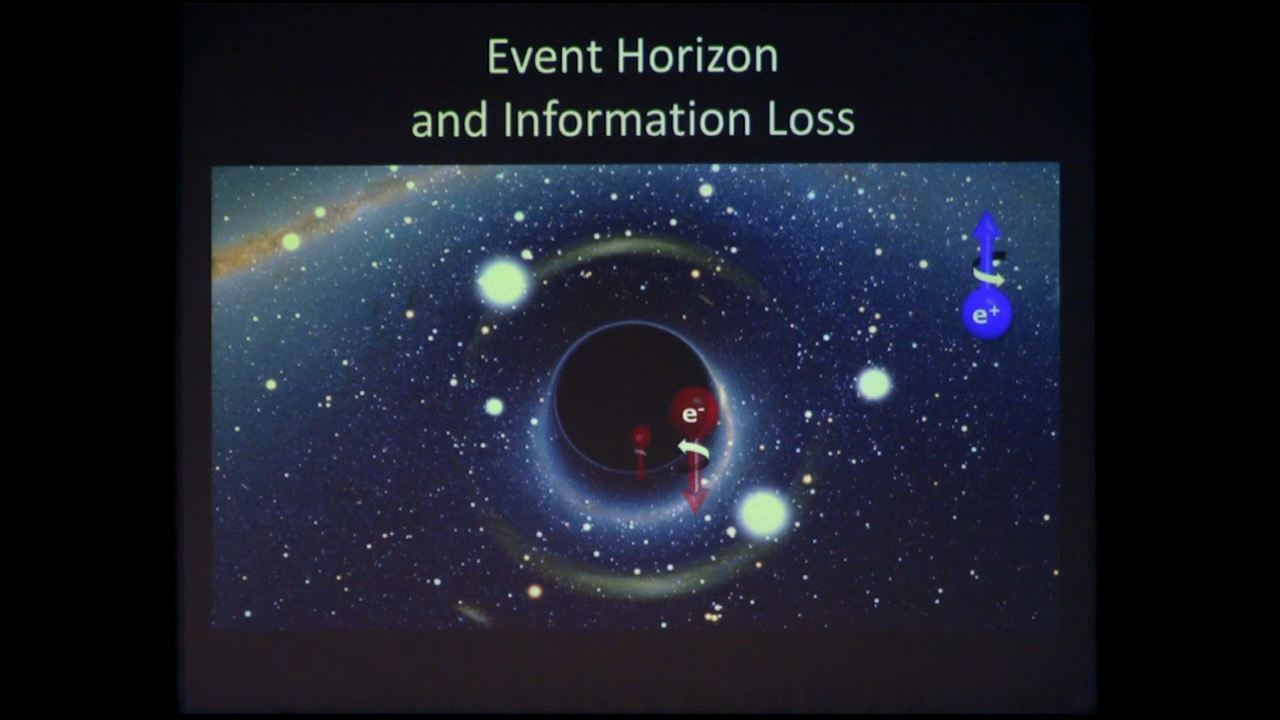 Event Horizon
and Information Loss
e⁺
e⁻